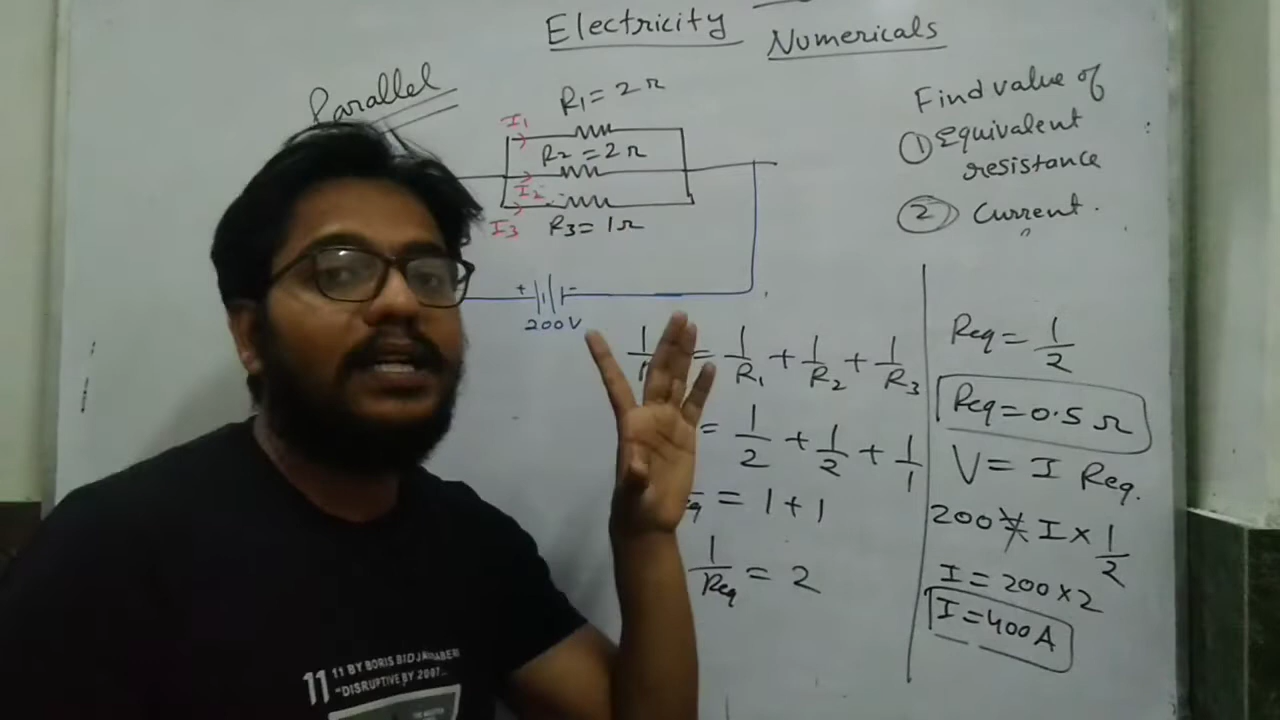 Electricity Numericals
Parallel
R1 = 2Ω
I1
R2 = 2Ω
I2
I3
R3 = 1Ω
+ -
200V
Find value of
① Equivalent
resistance
② Current.
1/ = 1/R1 + 1/R2 + 1/R3
= 1/2 + 1/2 + 1/1
= 1 + 1
1/Req = 2
Req = 1/2
Req = 0.5 Ω
V = I Req.
200 = I × 1/2
I = 200 × 2
I = 400A
11 11 BY BORIS BIDJAN SABERI
"DISRUPTIVE BY 2007...